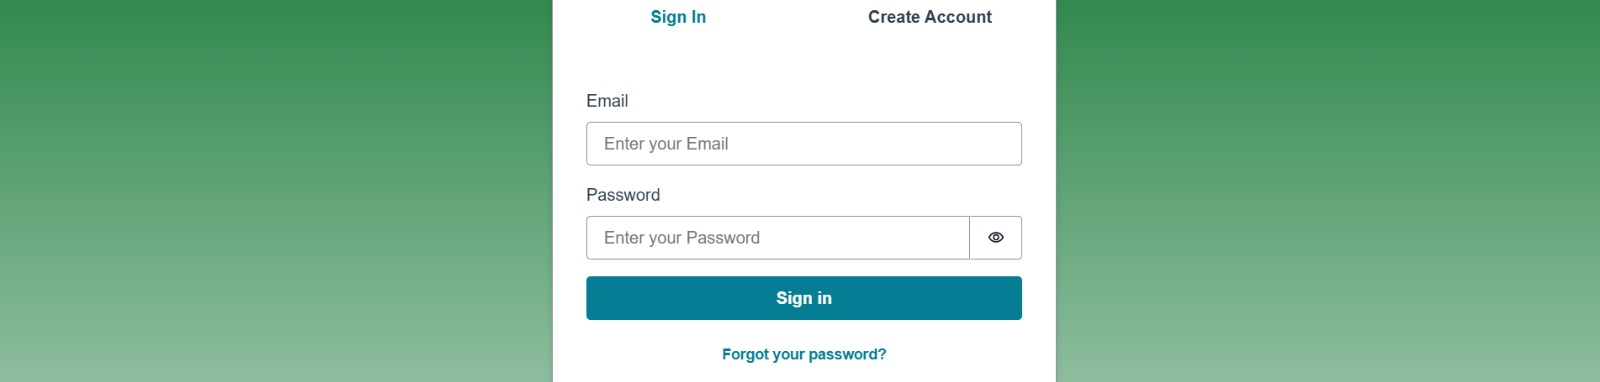 Sign In Create Account
Email
Enter your Email
Password
Enter your Password
Sign in
Forgot your password?